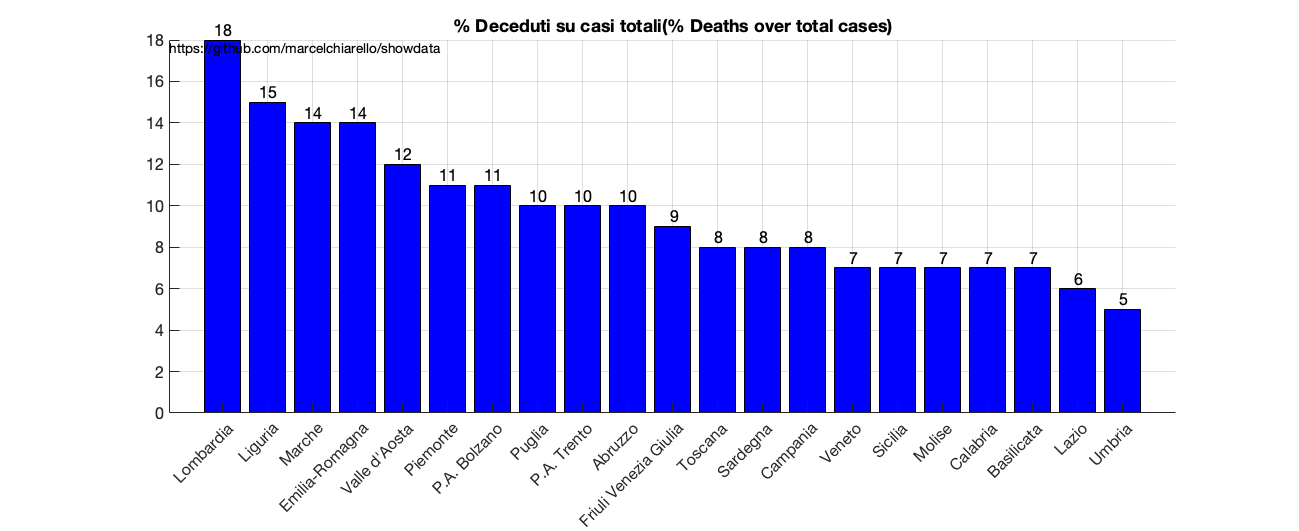 % Deceduti su casi totali(% Deaths over total cases)
https://github.com/marcelchiarello/showdata
18
16
14
12
10
8
6
4
2
0
18
15
14
14
12
11
11
10
10
10
9
8
8
8
7
7
7
7
7
6
5
Lombardia
Liguria
Marche
Emilia-Romagna
Valle d'Aosta
Piemonte
P.A. Bolzano
Puglia
P.A. Trento
Abruzzo
Friuli Venezia Giulia
Toscana
Sardegna
Campania
Veneto
Sicilia
Molise
Calabria
Basilicata
Lazio
Umbria